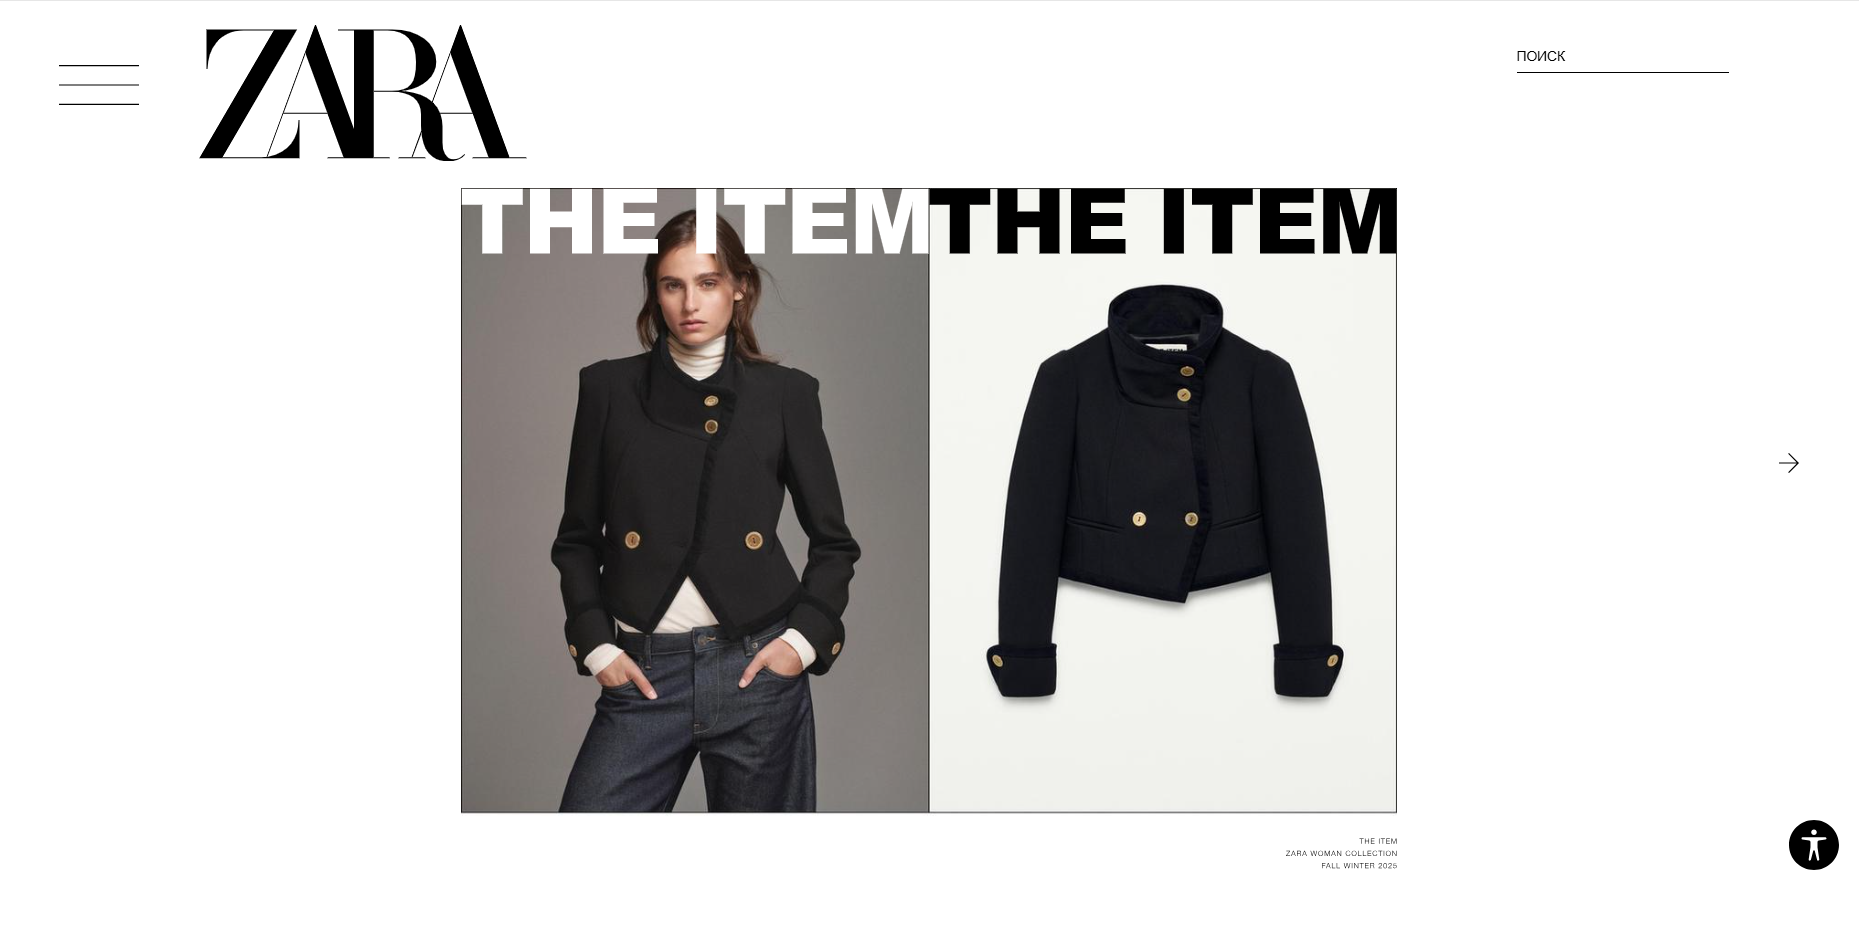 ZARA
ПОИСК
THE ITEM THE ITEM
THE ITEM
ZARA WOMAN COLLECTION
FALL WINTER 2025